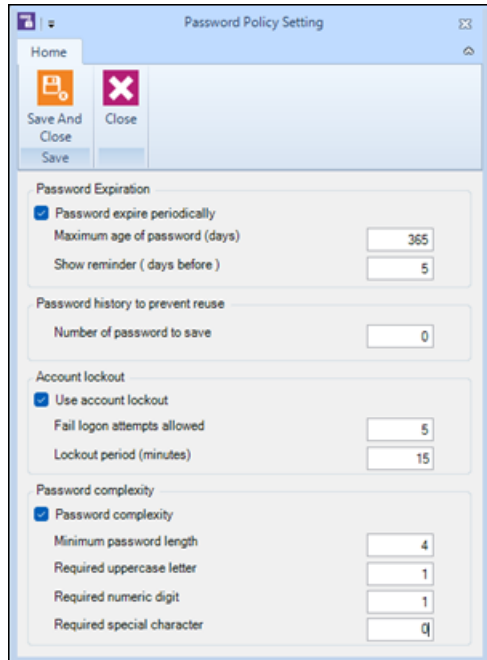 Password Policy Setting
Home
Save And
Close
Close
Save
Password Expiration
Password expire periodically
Maximum age of password (days) 365
Show reminder ( days before ) 5
Password history to prevent reuse
Number of password to save 0
Account lockout
Use account lockout
Fail logon attempts allowed 5
Lockout period (minutes) 15
Password complexity
Password complexity
Minimum password length 4
Required uppercase letter 1
Required numeric digit 1
Required special character 0